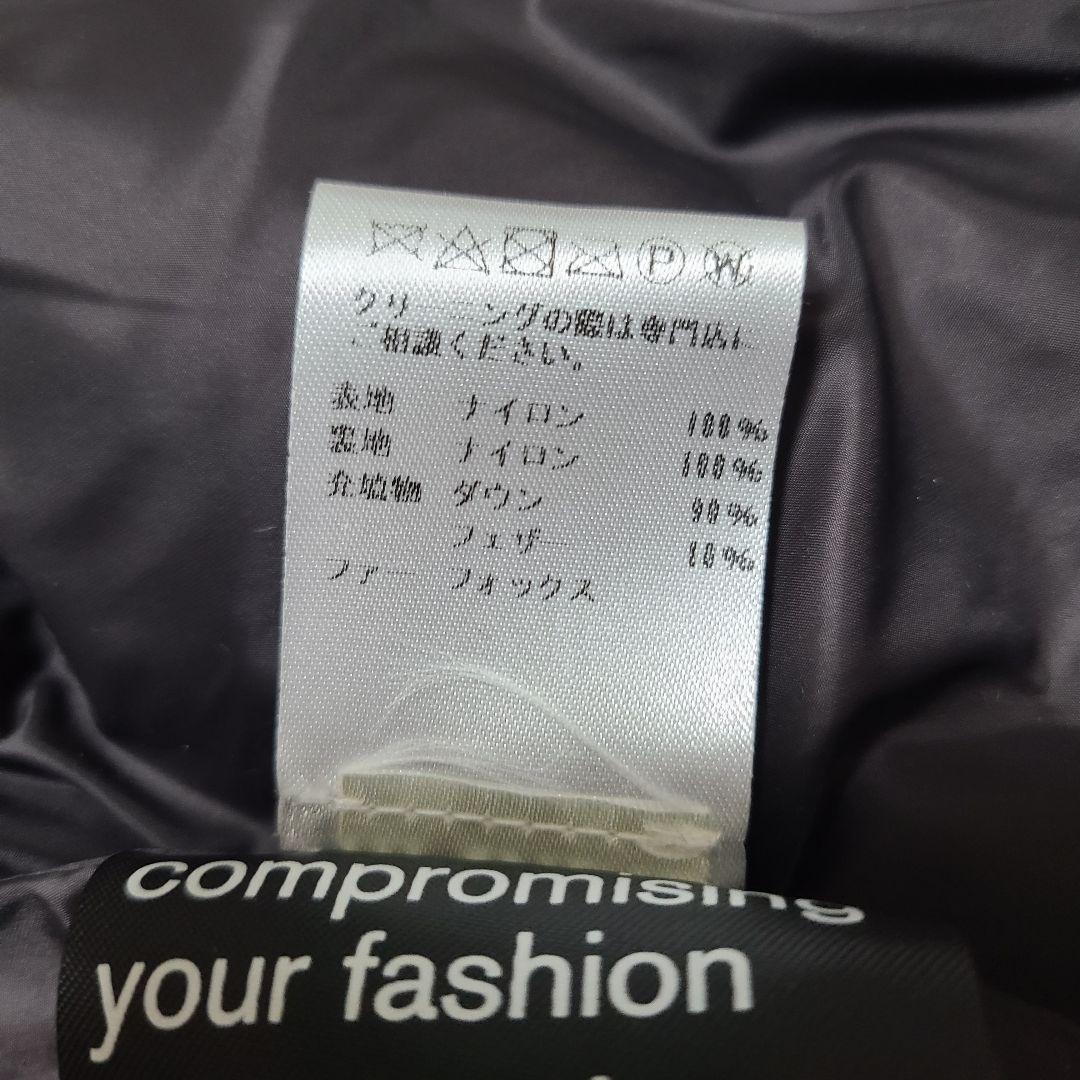 Ⓟ Ⓦ
クリーニングの際は専門店に
ご相談ください。
表地 ナイロン 100%
裏地 ナイロン 100%
充填物 ダウン 90%
フェザー 10%
ファー フォックス
compromising
your fashion